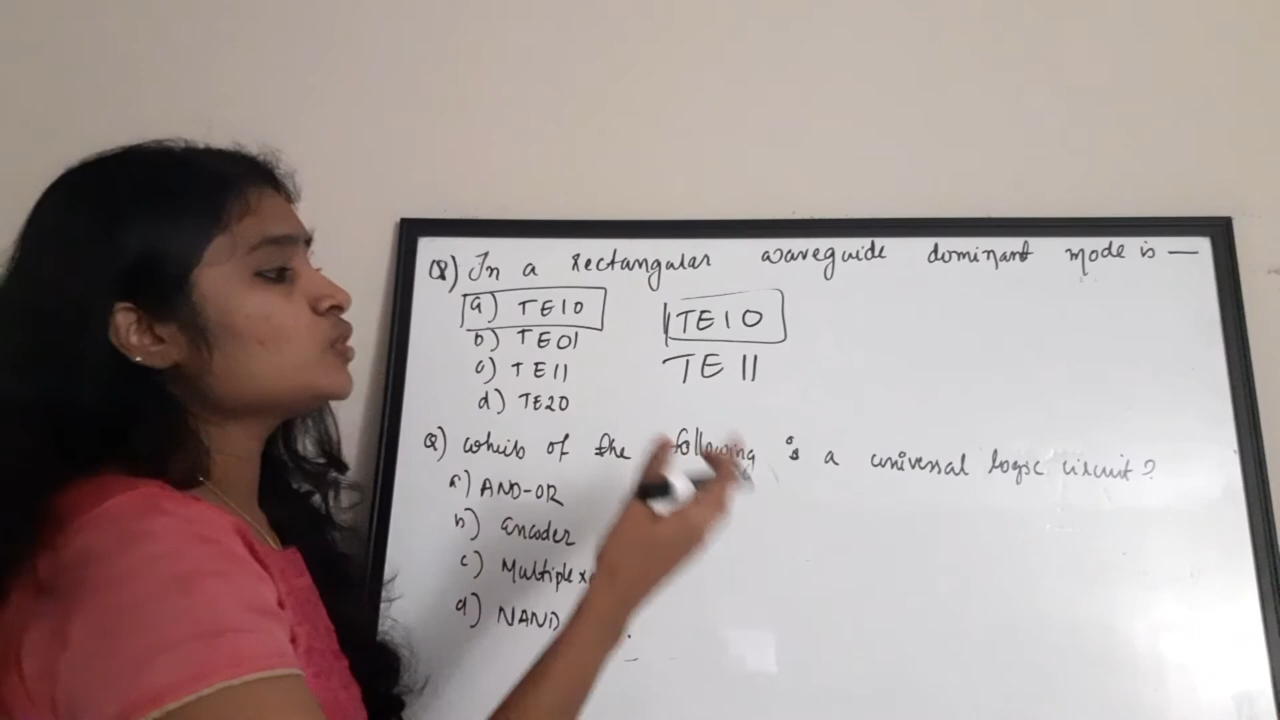 Q) In a Rectangular waveguide dominant mode is —
a) TE10
b) TE01
c) TE11
d) TE20
TE10
TE11
Q) which of the following is a universal logic circuit?
a) AND-OR
b) Encoder
c) Multiplex
d) NAND